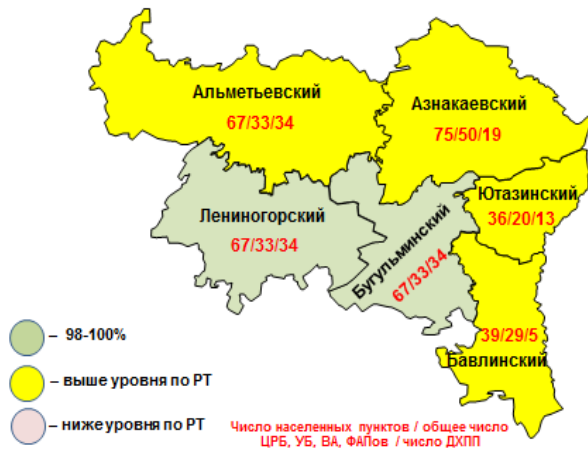 Альметьевский
67/33/34
Азнакаевский
75/50/19
Ютазинский
36/20/13
Лениногорский
67/33/34
Бугульминский
67/33/34
39/29/5
Бавлинский
– 98-100%
– выше уровня по РТ
– ниже уровня по РТ
Число населенных пунктов / общее число
ЦРБ, УБ, ВА, ФАПов / число ДХПП